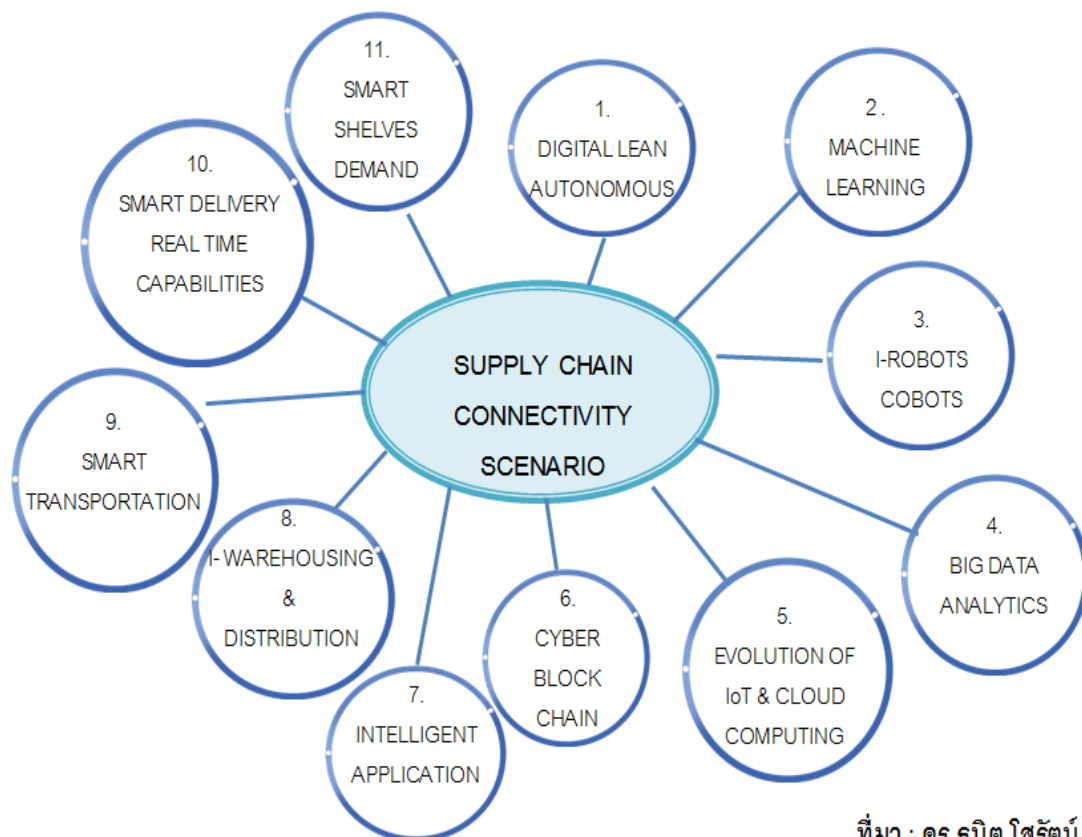 SUPPLY CHAIN
CONNECTIVITY
SCENARIO
1.
DIGITAL LEAN
AUTONOMOUS
2.
MACHINE
LEARNING
3.
I-ROBOTS
COBOTS
4.
BIG DATA
ANALYTICS
5.
EVOLUTION OF
IoT & CLOUD
COMPUTING
6.
CYBER
BLOCK
CHAIN
7.
INTELLIGENT
APPLICATION
8.
I- WAREHOUSING
&
DISTRIBUTION
9.
SMART
TRANSPORTATION
10.
SMART DELIVERY
REAL TIME
CAPABILITIES
11.
SMART
SHELVES
DEMAND
ที่มา : ดร.ธนิต โสรัตน์